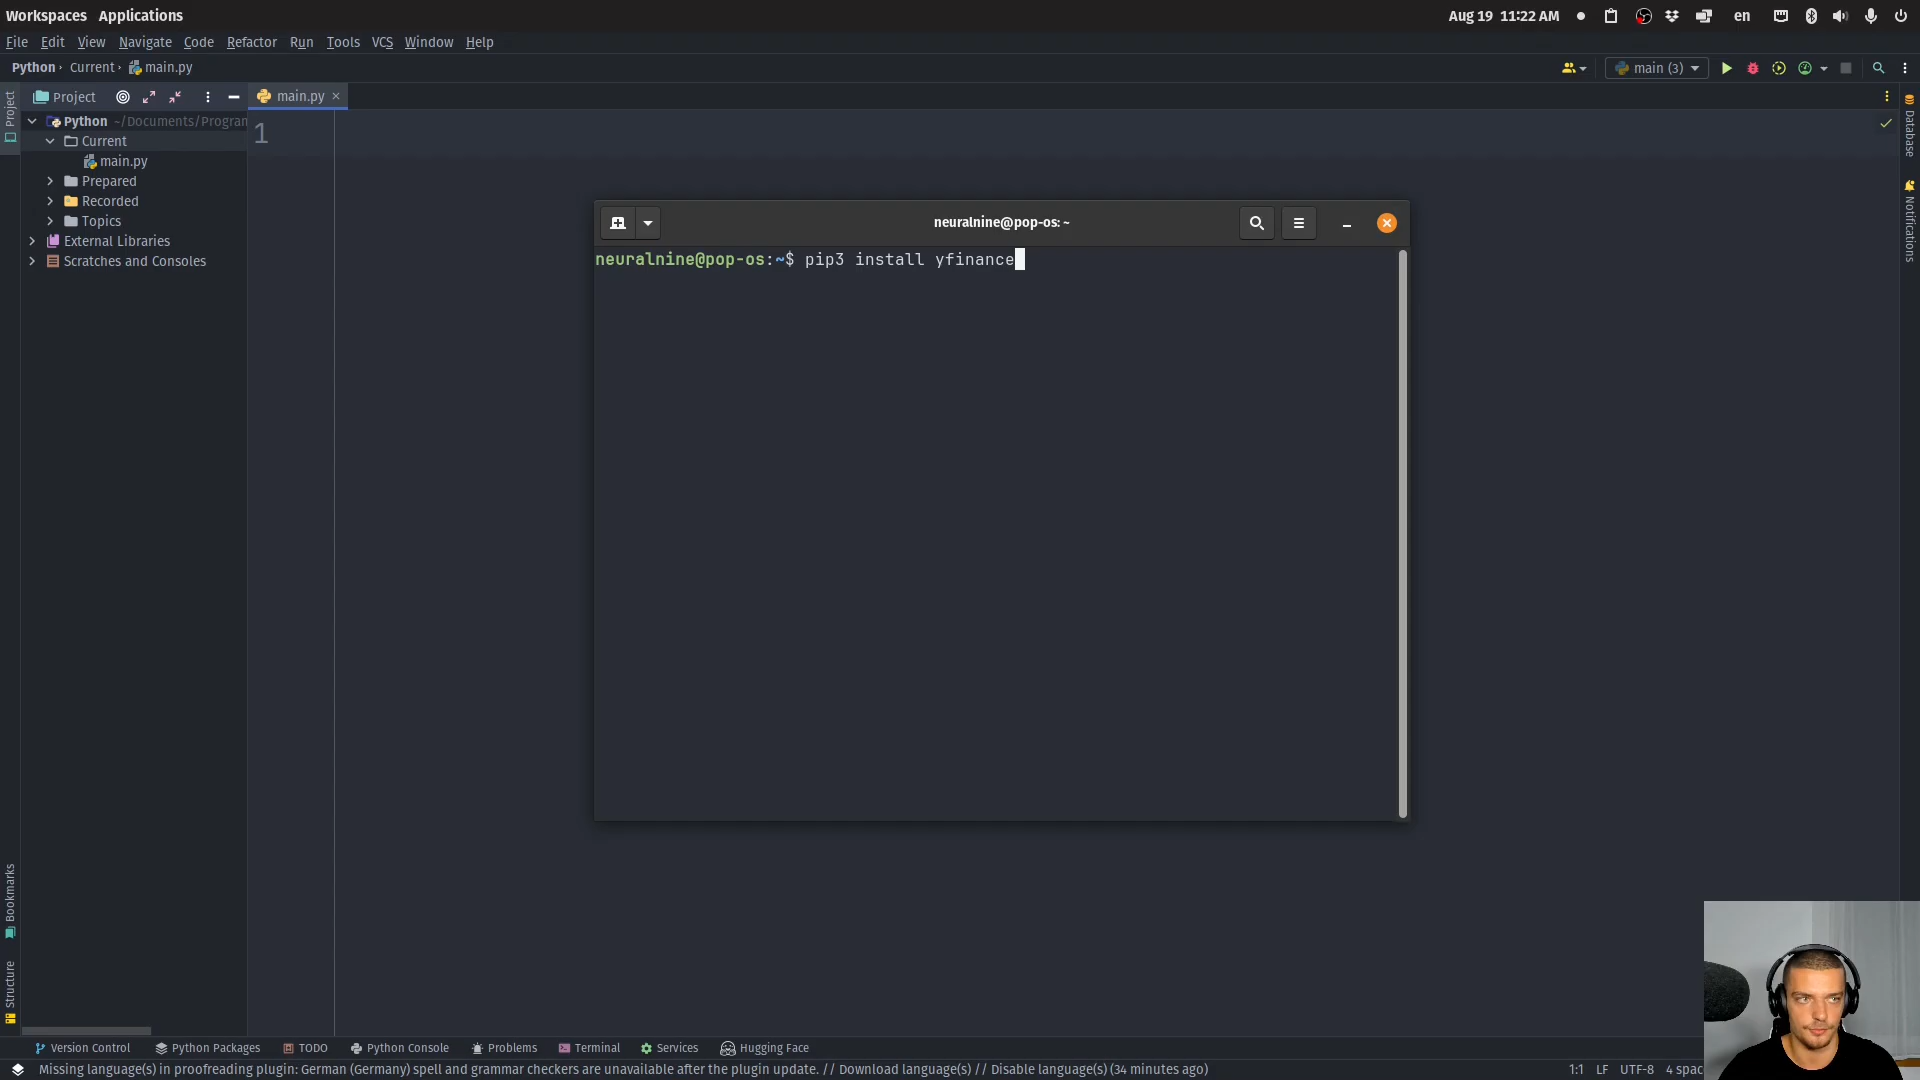 Workspaces Applications
Aug 19 11:22 AM
en
File Edit View Navigate Code Refactor Run Tools VCS Window Help
Python › Current › main.py
main (3)
Project
Project
main.py
Python ~/Documents/Progran
Current
main.py
Prepared
Recorded
Topics
External Libraries
Scratches and Consoles
1
neuralnine@pop-os: ~
neuralnine@pop-os:~$ pip3 install yfinance
Database
Notifications
Bookmarks
Structure
Version Control Python Packages TODO Python Console Problems Terminal Services Hugging Face
Missing language(s) in proofreading plugin: German (Germany) spell and grammar checkers are unavailable after the plugin update. // Download language(s) // Disable language(s) (34 minutes ago)
1:1 LF UTF-8 4 spac